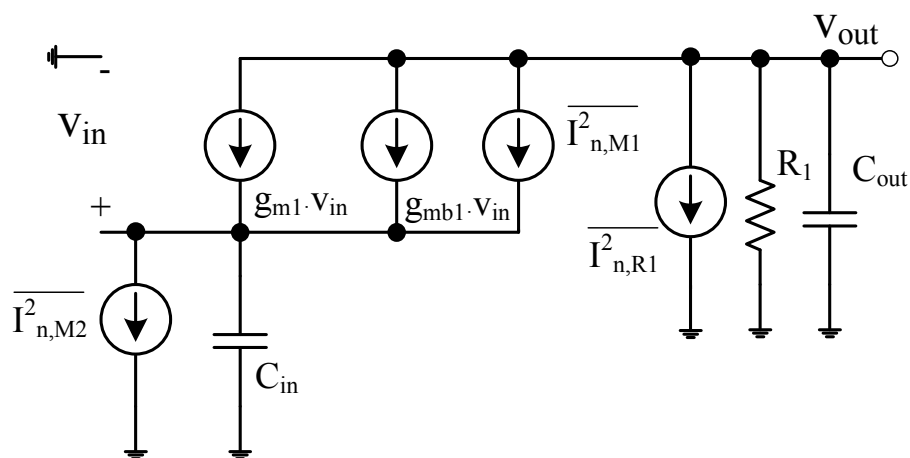 v_out
-
v_in
+
g_m1·v_in
g_mb1·v_in
I²_n,M1
R_1
C_out
I²_n,R1
I²_n,M2
C_in